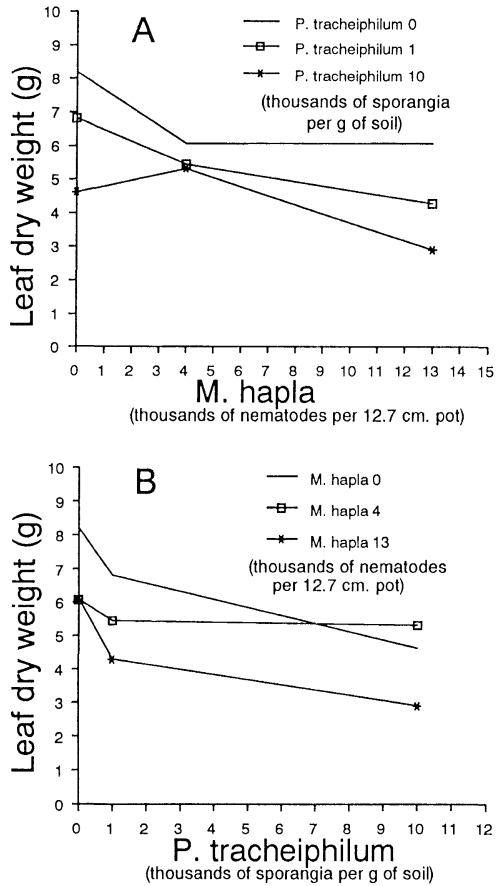 A
P. tracheiphilum 0
P. tracheiphilum 1
P. tracheiphilum 10
(thousands of sporangia
per g of soil)
Leaf dry weight (g)
10
9
8
7
6
5
4
3
2
1
0
0 1 2 3 4 5 6 7 8 9 10 11 12 13 14 15
M. hapla
(thousands of nematodes per 12.7 cm. pot)
B
M. hapla 0
M. hapla 4
M. hapla 13
(thousands of nematodes
per 12.7 cm. pot)
Leaf dry weight (g)
10
9
8
7
6
5
4
3
2
1
0
0 1 2 3 4 5 6 7 8 9 10 11 12
P. tracheiphilum
(thousands of sporangia per g of soil)